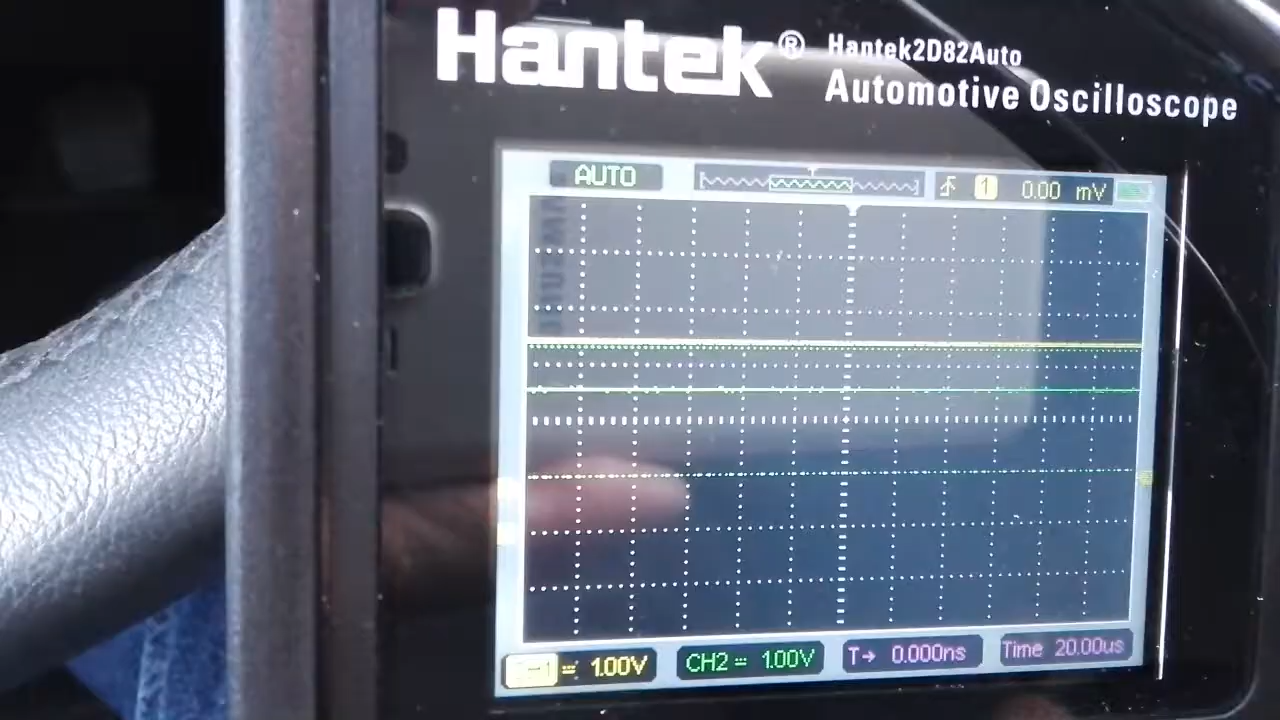 Hantek®
Hantek2D82Auto
Automotive Oscilloscope
AUTO
1 0.00 mV
1.00V
CH2 = 1.00V
T→ 0.000ns
Time 20.00us